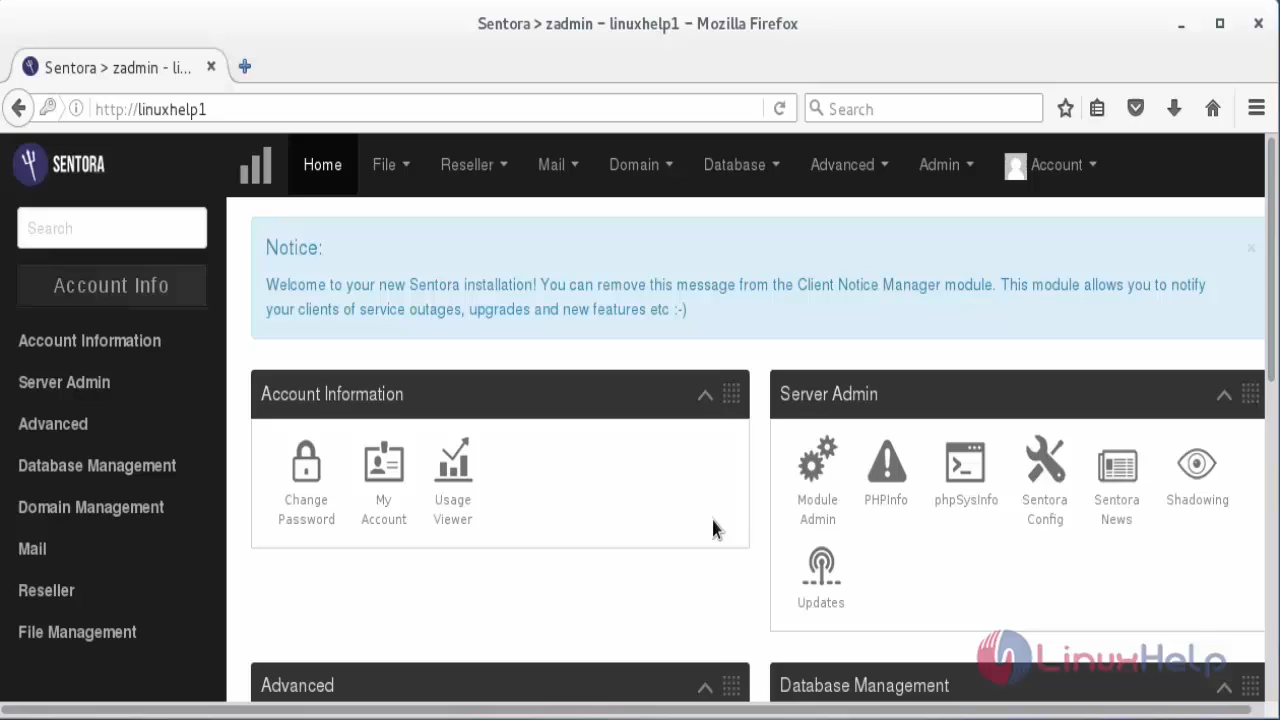 Sentora > zadmin – linuxhelp1 – Mozilla Firefox
Sentora > zadmin - li...
http://linuxhelp1
Search
SENTORA
Home
File
Reseller
Mail
Domain
Database
Advanced
Admin
Account
Search
Account Info
Account Information
Server Admin
Advanced
Database Management
Domain Management
Mail
Reseller
File Management
Notice:
Welcome to your new Sentora installation! You can remove this message from the Client Notice Manager module. This module allows you to notify
your clients of service outages, upgrades and new features etc :-)
Account Information
Change
Password
My
Account
Usage
Viewer
Server Admin
Module
Admin
PHPInfo
phpSysInfo
Sentora
Config
Sentora
News
Shadowing
Updates
Advanced
Database Management
LinuxHelp